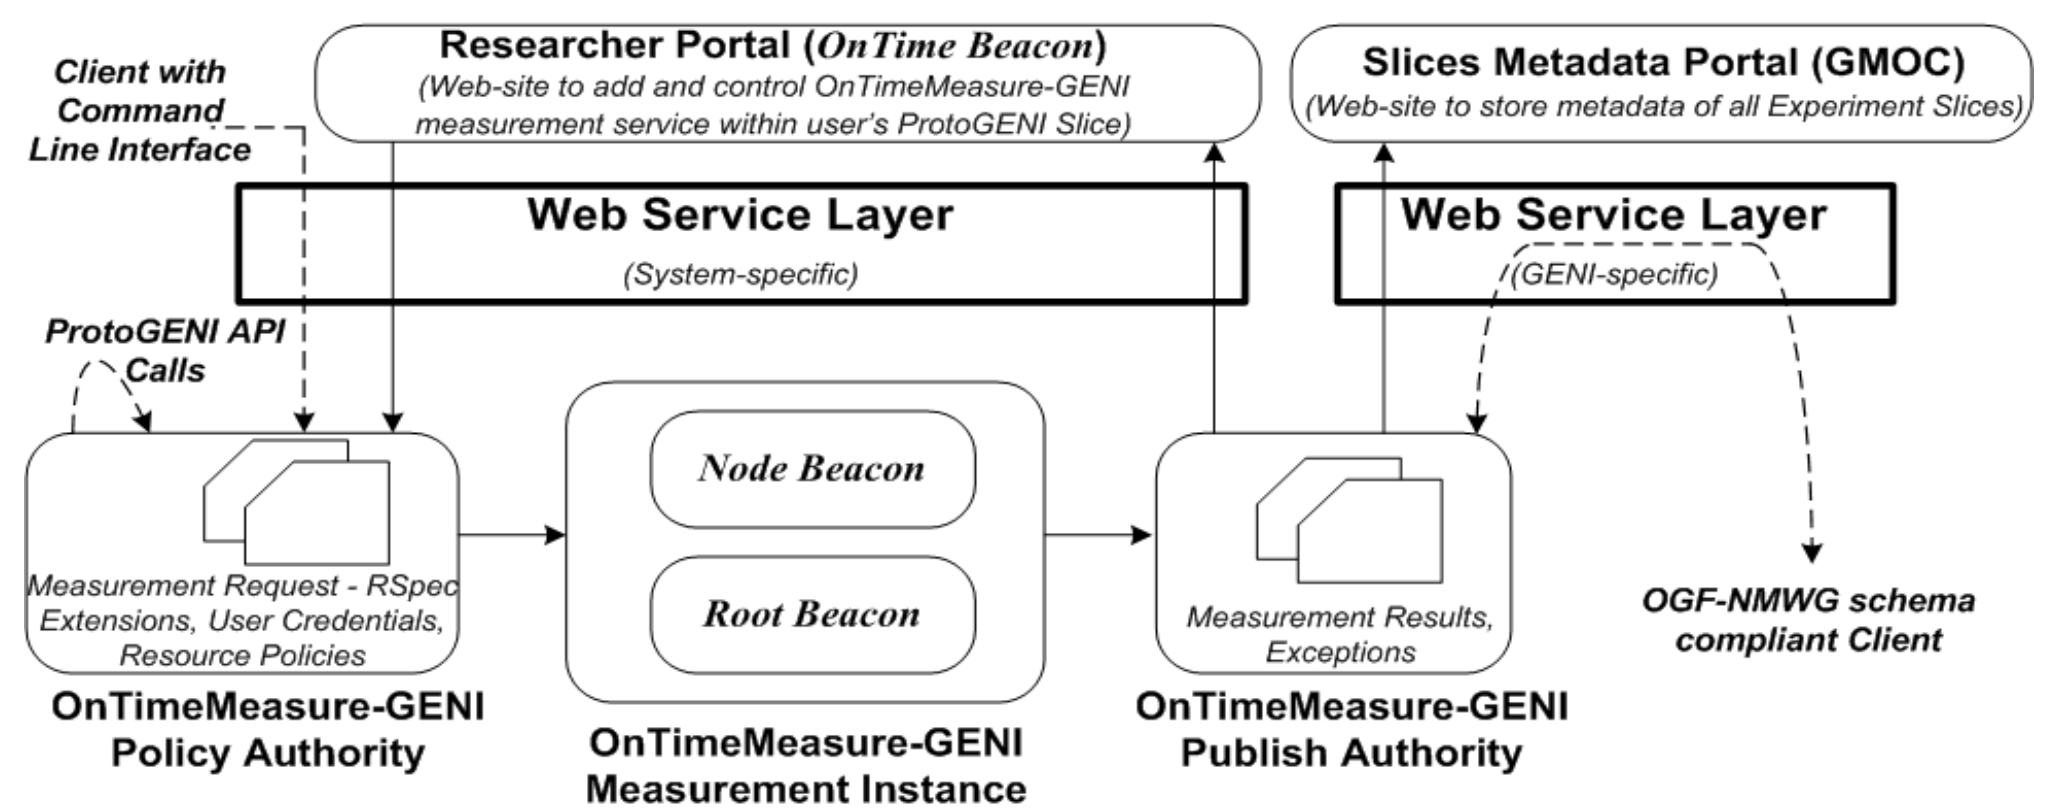 Client with
Command
Line Interface
Researcher Portal (OnTime Beacon)
(Web-site to add and control OnTimeMeasure-GENI
measurement service within user's ProtoGENI Slice)
Slices Metadata Portal (GMOC)
(Web-site to store metadata of all Experiment Slices)
Web Service Layer
(System-specific)
Web Service Layer
(GENI-specific)
ProtoGENI API
Calls
Measurement Request - RSpec
Extensions, User Credentials,
Resource Policies
OnTimeMeasure-GENI
Policy Authority
Node Beacon
Root Beacon
OnTimeMeasure-GENI
Measurement Instance
Measurement Results,
Exceptions
OnTimeMeasure-GENI
Publish Authority
OGF-NMWG schema
compliant Client